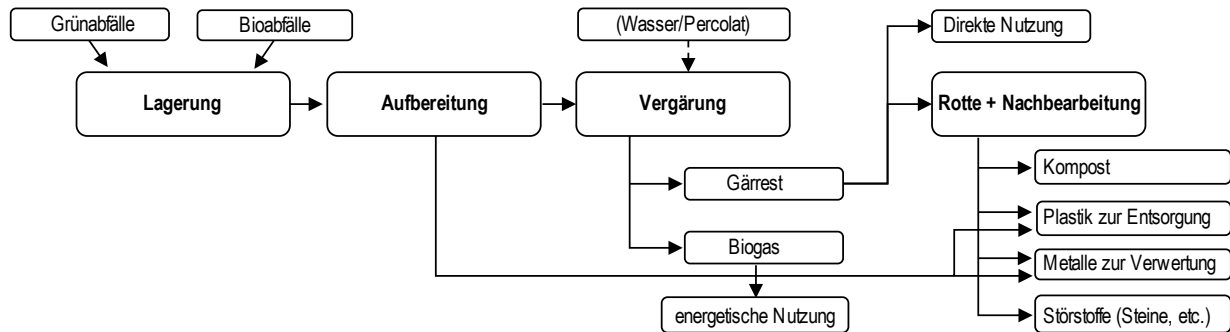 Grünabfälle
Bioabfälle
(Wasser/Percolat)
Direkte Nutzung
Lagerung
Aufbereitung
Vergärung
Rotte + Nachbearbeitung
Gärrest
Kompost
Plastik zur Entsorgung
Biogas
Metalle zur Verwertung
energetische Nutzung
Störstoffe (Steine, etc.)